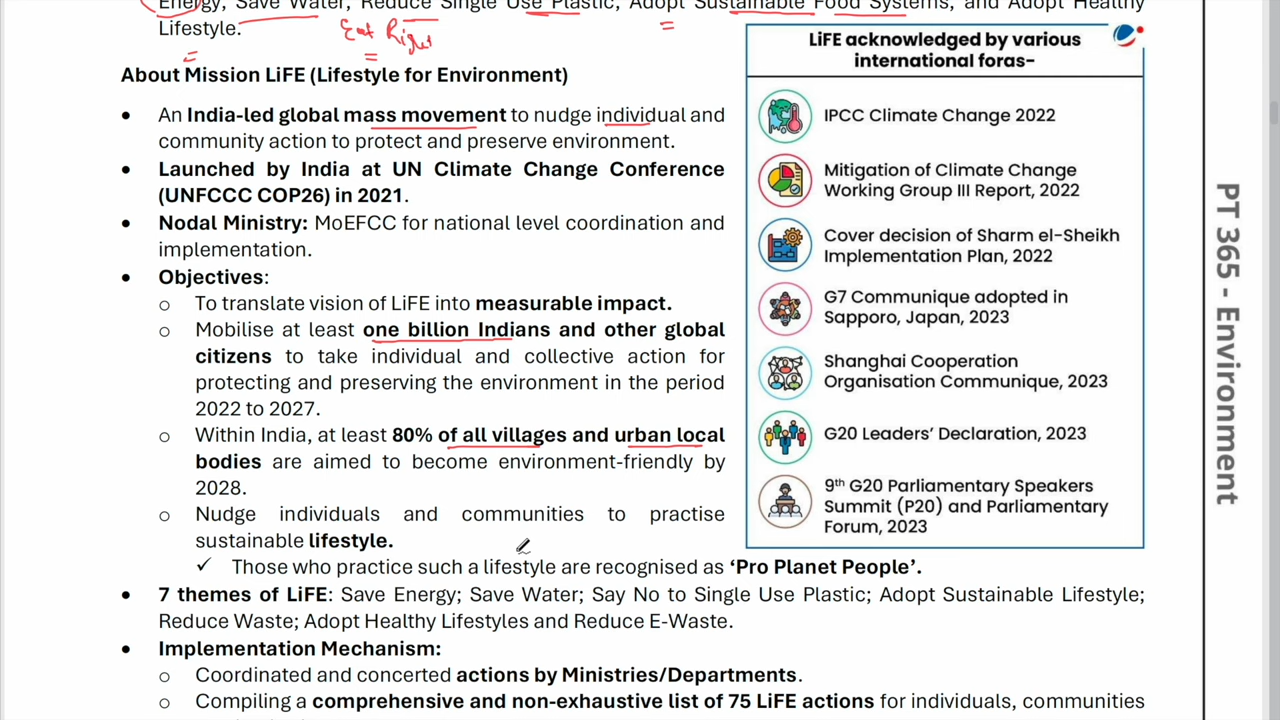 Energy, Save Water, Reduce Single Use Plastic, Adopt Sustainable Food Systems, and Adopt Healthy
Lifestyle.
Eat Right
About Mission LiFE (Lifestyle for Environment)
• An India-led global mass movement to nudge individual and
community action to protect and preserve environment.
• Launched by India at UN Climate Change Conference
(UNFCCC COP26) in 2021.
• Nodal Ministry: MoEFCC for national level coordination and
implementation.
• Objectives:
o To translate vision of LiFE into measurable impact.
o Mobilise at least one billion Indians and other global
citizens to take individual and collective action for
protecting and preserving the environment in the period
2022 to 2027.
o Within India, at least 80% of all villages and urban local
bodies are aimed to become environment-friendly by
2028.
o Nudge individuals and communities to practise
sustainable lifestyle.
✓ Those who practice such a lifestyle are recognised as ‘Pro Planet People’.
• 7 themes of LiFE: Save Energy; Save Water; Say No to Single Use Plastic; Adopt Sustainable Lifestyle;
Reduce Waste; Adopt Healthy Lifestyles and Reduce E-Waste.
• Implementation Mechanism:
o Coordinated and concerted actions by Ministries/Departments.
o Compiling a comprehensive and non-exhaustive list of 75 LiFE actions for individuals, communities
LiFE acknowledged by various
international foras-
IPCC Climate Change 2022
Mitigation of Climate Change
Working Group III Report, 2022
Cover decision of Sharm el-Sheikh
Implementation Plan, 2022
G7 Communique adopted in
Sapporo, Japan, 2023
Shanghai Cooperation
Organisation Communique, 2023
G20 Leaders’ Declaration, 2023
9th G20 Parliamentary Speakers
Summit (P20) and Parliamentary
Forum, 2023
PT 365 - Environment